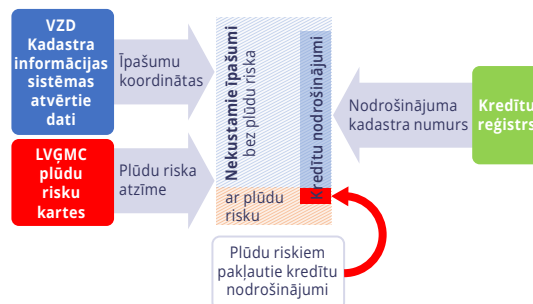 VZD
Kadastra
informācijas
sistēmas
atvērtie
dati
Īpašumu
koordinātas
LVĢMC
plūdu
risku
kartes
Plūdu riska
atzīme
Nekustamie īpašumi
bez plūdu riska
Kredītu nodrošinājumi
ar plūdu
risku
Nodrošinājuma
kadastra numurs
Kredītu
reģistrs
Plūdu riskiem
pakļautie kredītu
nodrošinājumi